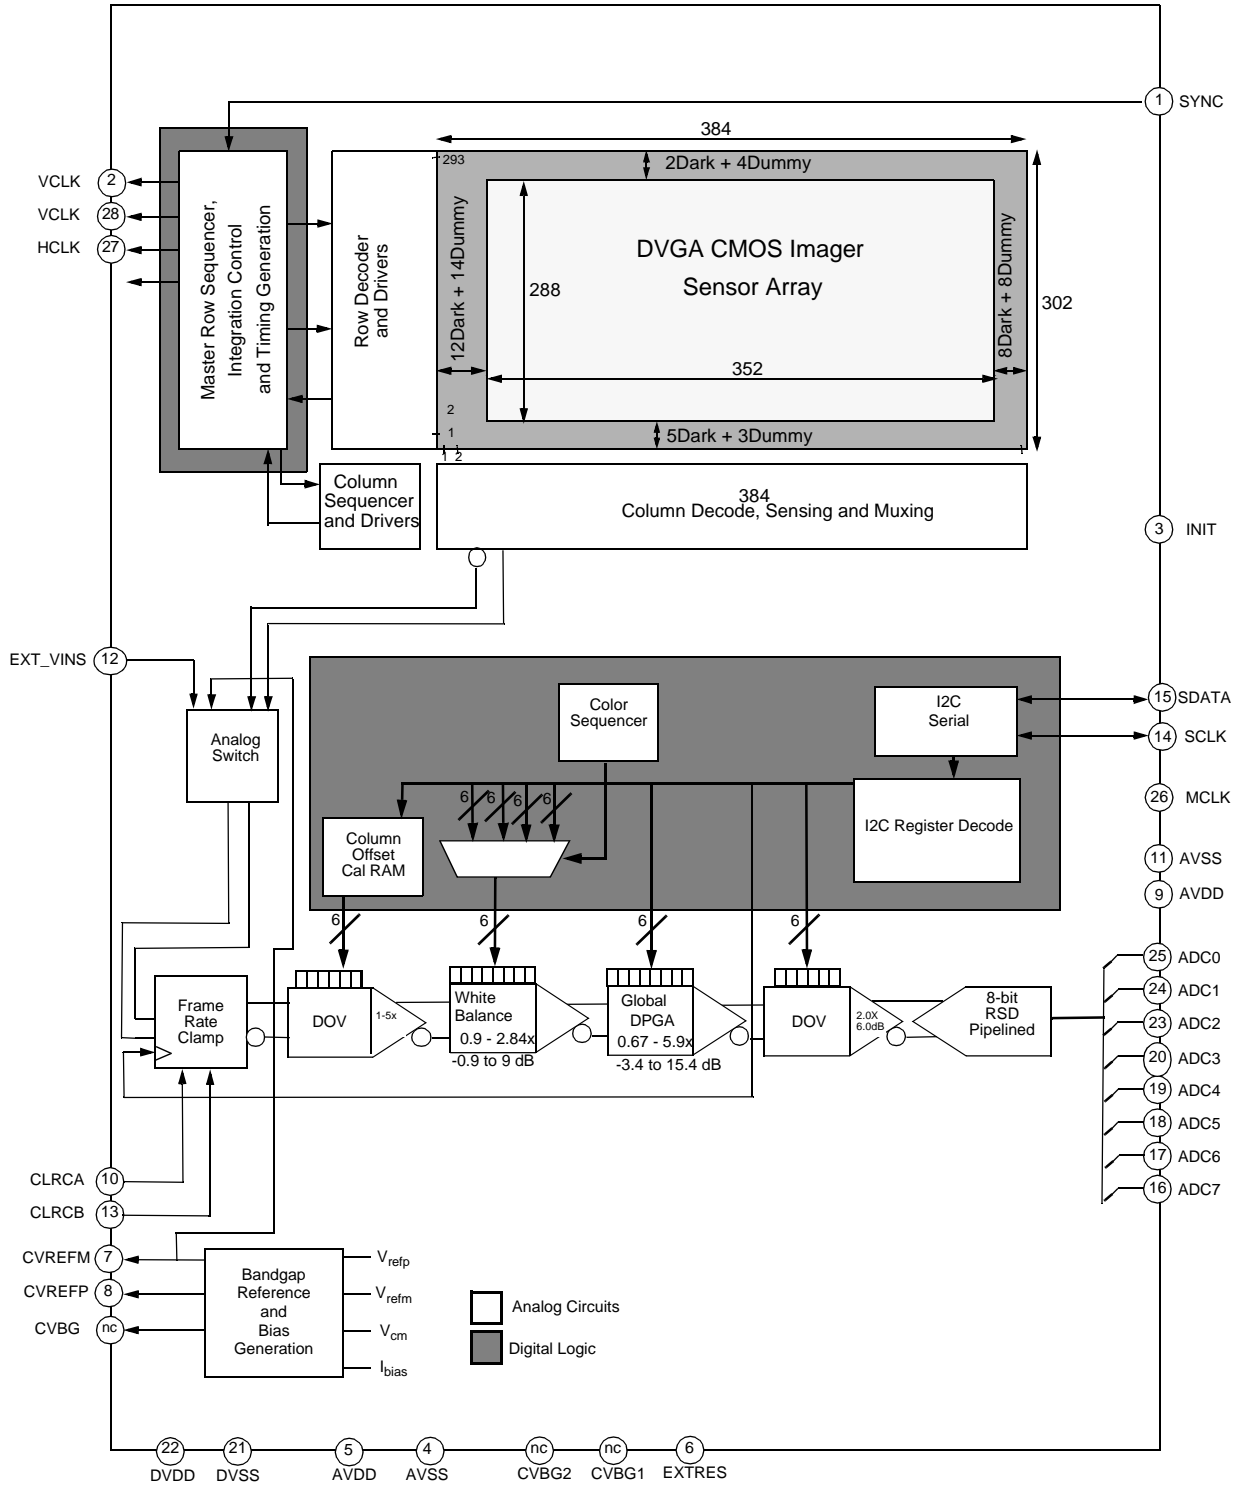 1 SYNC
384
293
2Dark + 4Dummy
VCLK 2
VCLK 28
HCLK 27
Master Row Sequencer,
Integration Control
and Timing Generation
Row Decoder
and Drivers
12Dark + 14Dummy
DVGA CMOS Imager
Sensor Array
288
352
8Dark + 8Dummy
302
2
1
5Dark + 3Dummy
1 2
1
Column
Sequencer
and Drivers
384
Column Decode, Sensing and Muxing
3 INIT
EXT_VINS 12
Analog
Switch
Color
Sequencer
I2C
Serial
15 SDATA
14 SCLK
26 MCLK
6 6 6 6
I2C Register Decode
Column
Offset
Cal RAM
11 AVSS
9 AVDD
6 6 6 6
Frame
Rate
Clamp
DOV
1-5x
White
Balance
0.9 - 2.84x
-0.9 to 9 dB
Global
DPGA
0.67 - 5.9x
-3.4 to 15.4 dB
DOV
2.0X
6.0dB
8-bit
RSD
Pipelined
25 ADC0
24 ADC1
23 ADC2
20 ADC3
19 ADC4
18 ADC5
17 ADC6
16 ADC7
CLRCA 10
CLRCB 13
CVREFM 7
CVREFP 8
CVBG nc
Bandgap
Reference
and
Bias
Generation
Vrefp
Vrefm
Vcm
Ibias
Analog Circuits
Digital Logic
22
DVDD
21
DVSS
5
AVDD
4
AVSS
nc
CVBG2
nc
CVBG1
6
EXTRES